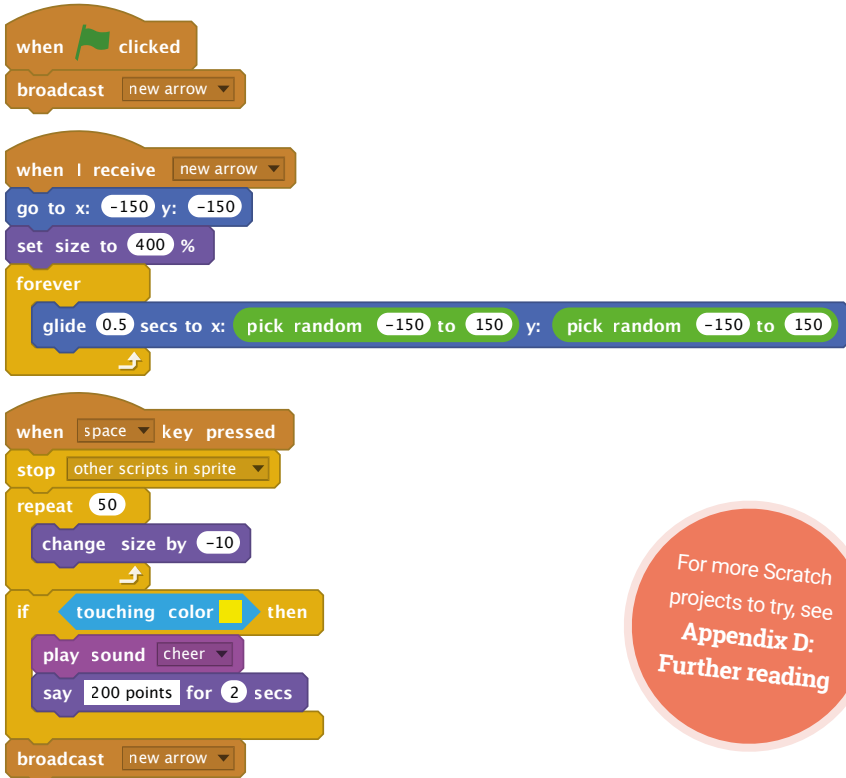 when clicked
broadcast new arrow
when I receive new arrow
go to x: -150 y: -150
set size to 400 %
forever
glide 0.5 secs to x: pick random -150 to 150 y: pick random -150 to 150
when space key pressed
stop other scripts in sprite
repeat 50
change size by -10
if touching color then
play sound cheer
say 200 points for 2 secs
broadcast new arrow
For more Scratch
projects to try, see
Appendix D:
Further reading